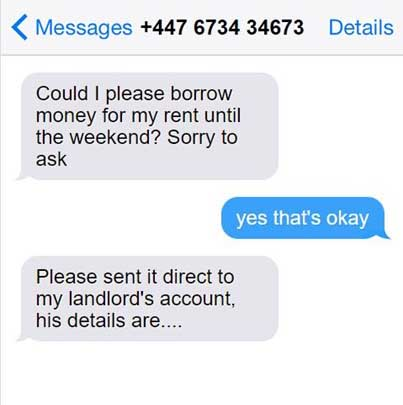 Messages +447 6734 34673 Details
Could I please borrow
money for my rent until
the weekend? Sorry to
ask
yes that's okay
Please sent it direct to
my landlord's account,
his details are....